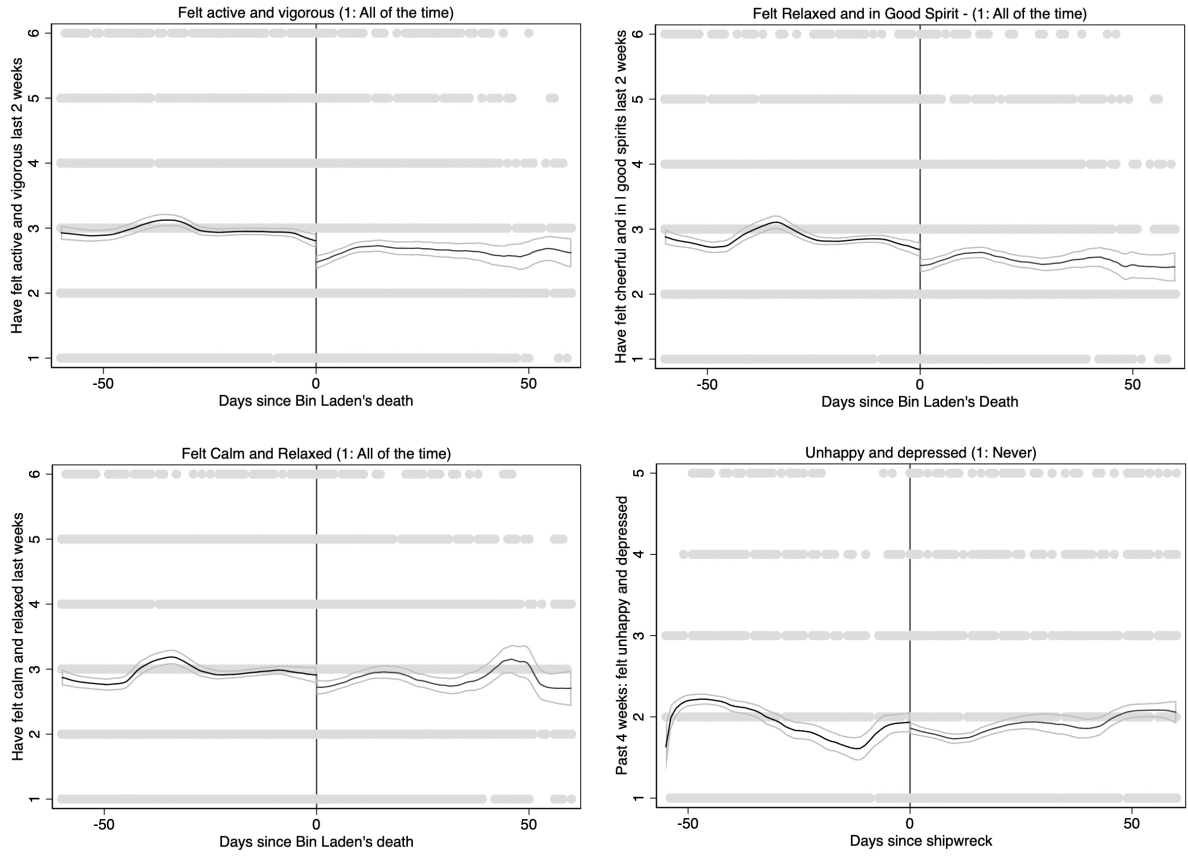 Felt active and vigorous (1: All of the time)
Have felt active and vigorous last 2 weeks
6
5
4
3
2
1
-50 0 50
Days since Bin Laden's death
Felt Relaxed and in Good Spirit - (1: All of the time)
Have felt cheerful and in I good spirits last 2 weeks
6
5
4
3
2
1
-50 0 50
Days since Bin Laden's Death
Felt Calm and Relaxed (1: All of the time)
Have felt calm and relaxed last weeks
6
5
4
3
2
1
-50 0 50
Days since Bin Laden's death
Unhappy and depressed (1: Never)
Past 4 weeks: felt unhappy and depressed
5
4
3
2
1
-50 0 50
Days since shipwreck